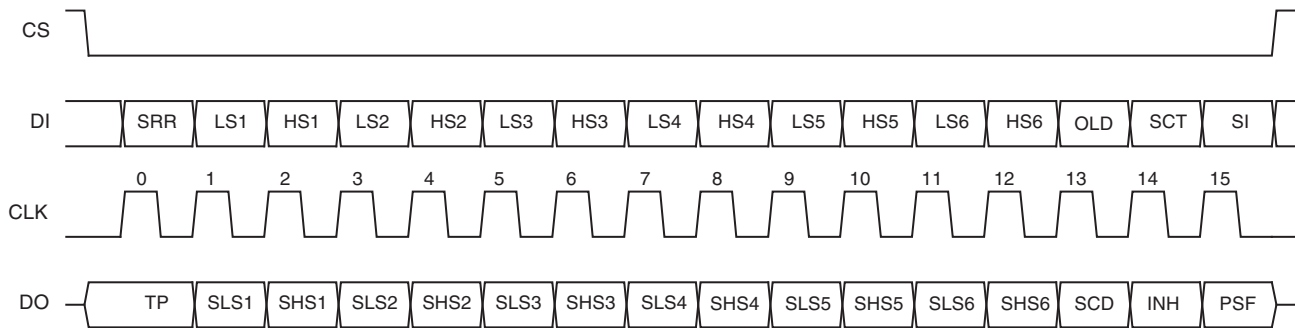 CS
DI SRR LS1 HS1 LS2 HS2 LS3 HS3 LS4 HS4 LS5 HS5 LS6 HS6 OLD SCT SI
0 1 2 3 4 5 6 7 8 9 10 11 12 13 14 15
CLK
DO TP SLS1 SHS1 SLS2 SHS2 SLS3 SHS3 SLS4 SHS4 SLS5 SHS5 SLS6 SHS6 SCD INH PSF